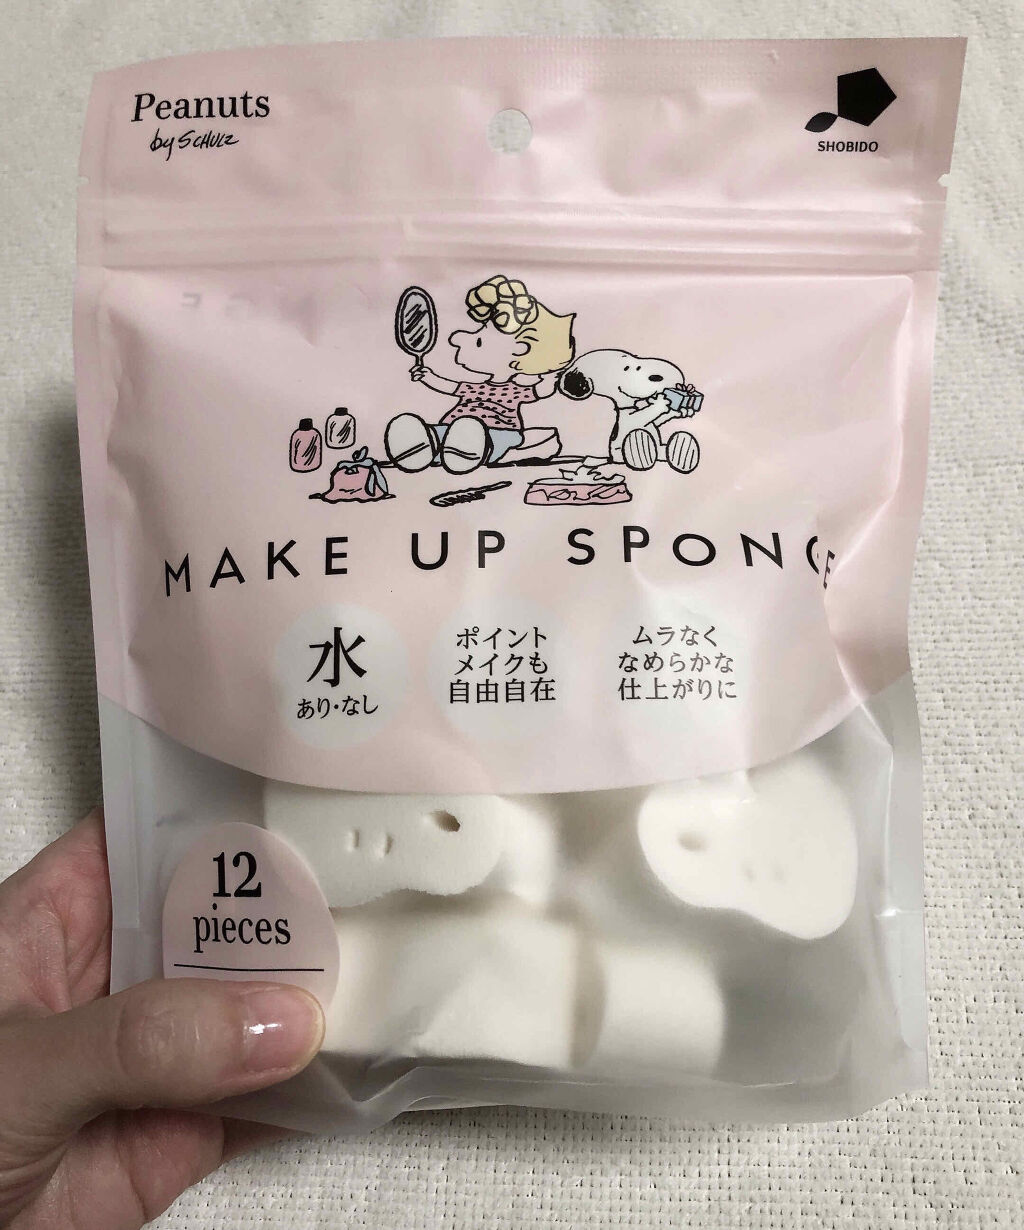 Peanuts
by SCHULZ
SHOBIDO
MAKE UP SPONGE
水
あり・なし
ポイント
メイクも
自由自在
ムラなく
なめらかな
仕上がりに
12
pieces